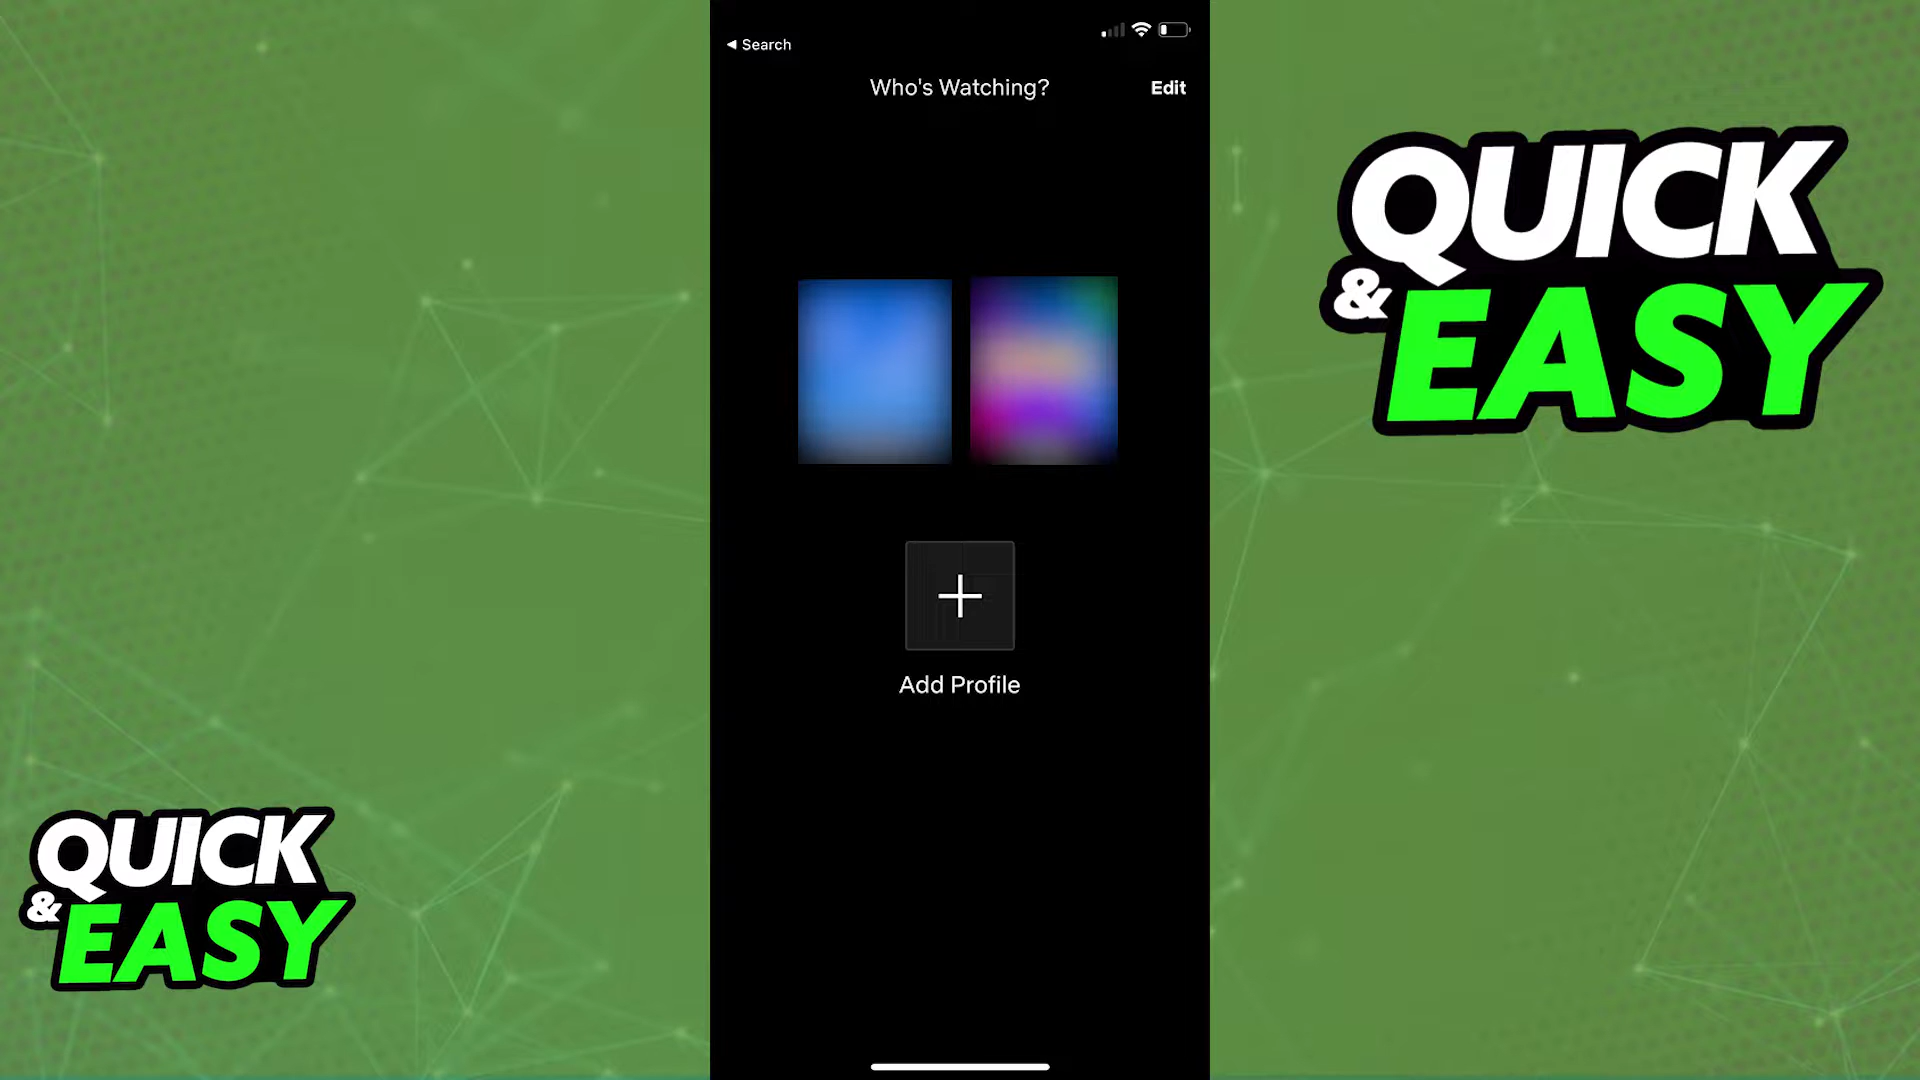 Search
Who's Watching?
Edit
Add Profile
QUICK
& EASY
QUICK
& EASY